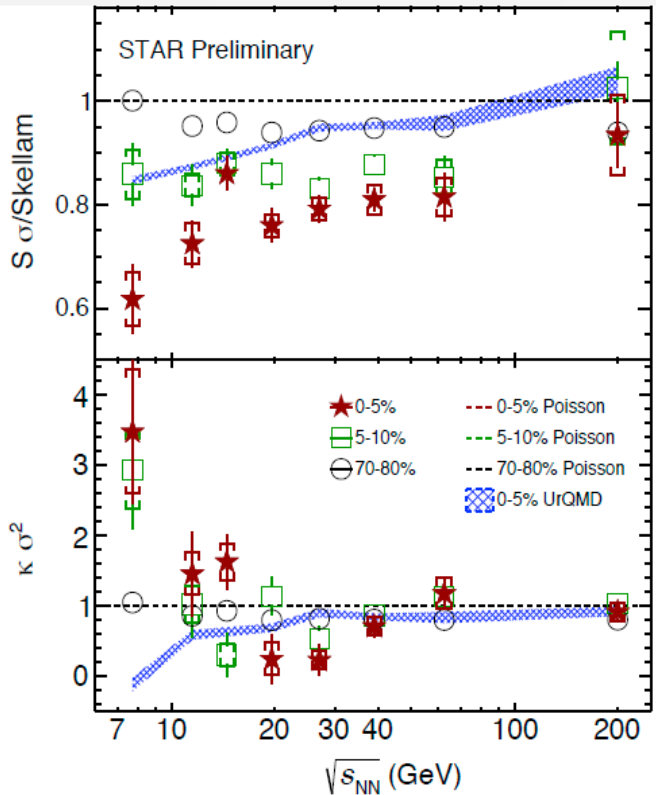 STAR Preliminary
S σ/Skellam
1
0.8
0.6
κ σ²
4
3
2
1
0
0-5%
5-10%
70-80%
0-5% Poisson
5-10% Poisson
70-80% Poisson
0-5% UrQMD
7 10 20 30 40 100 200
√sNN (GeV)